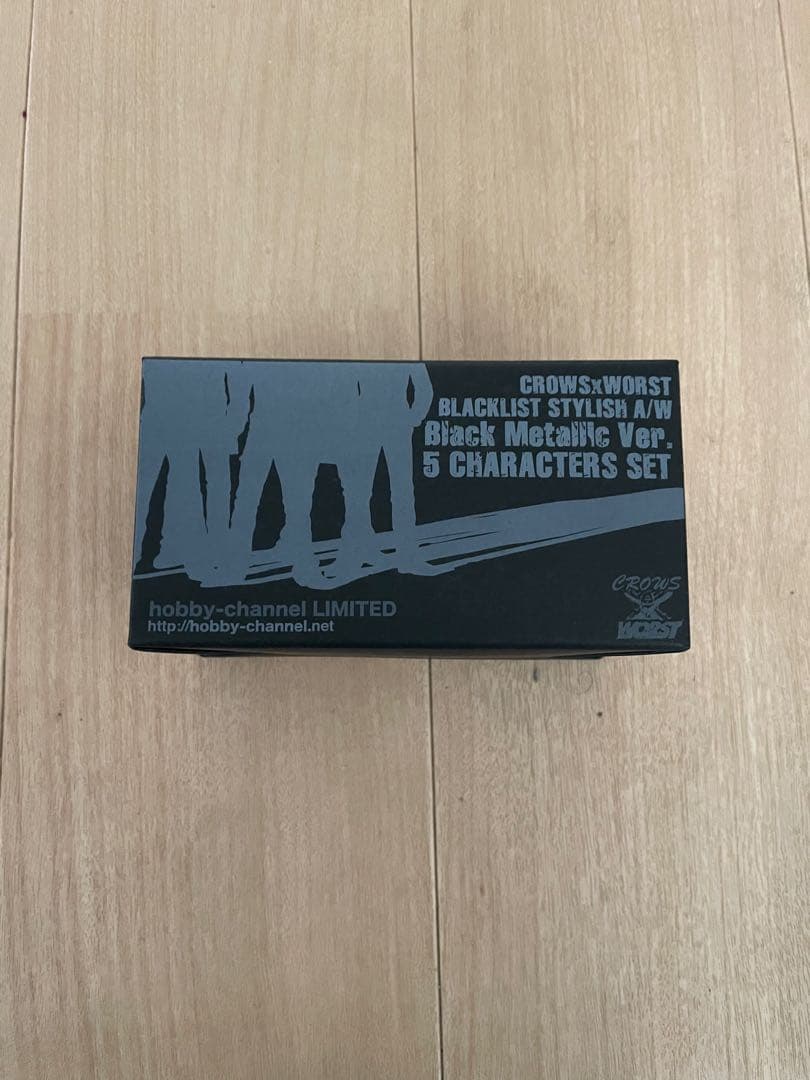 CROWSxWORST
BLACKLIST STYLISH A/W
Black Metallic Ver.
5 CHARACTERS SET
hobby-channel LIMITED
http://hobby-channel.net
CROWS
WORST